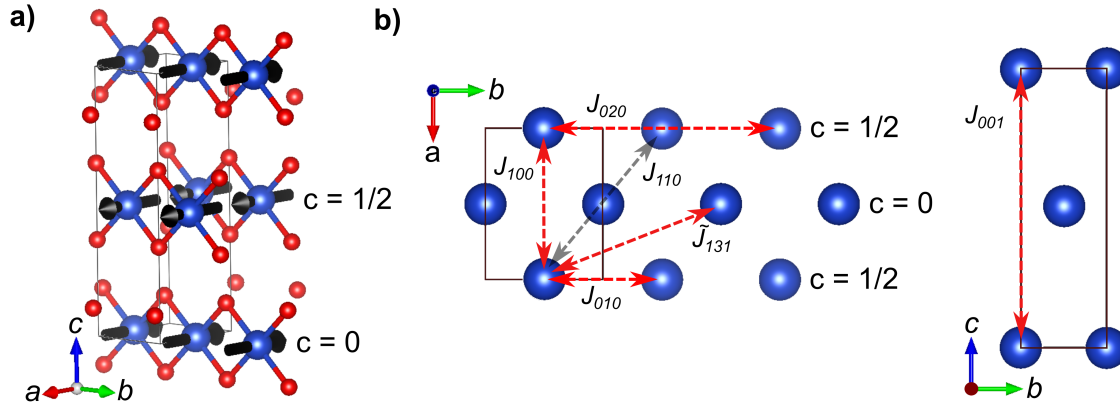 a)
c = 1/2
c = 0
c
a
b
b)
b
a
J₀₂₀
c = 1/2
J₁₀₀
J₁₁₀
c = 0
J̃₁₃₁
J₀₁₀
c = 1/2
J₀₀₁
c
b